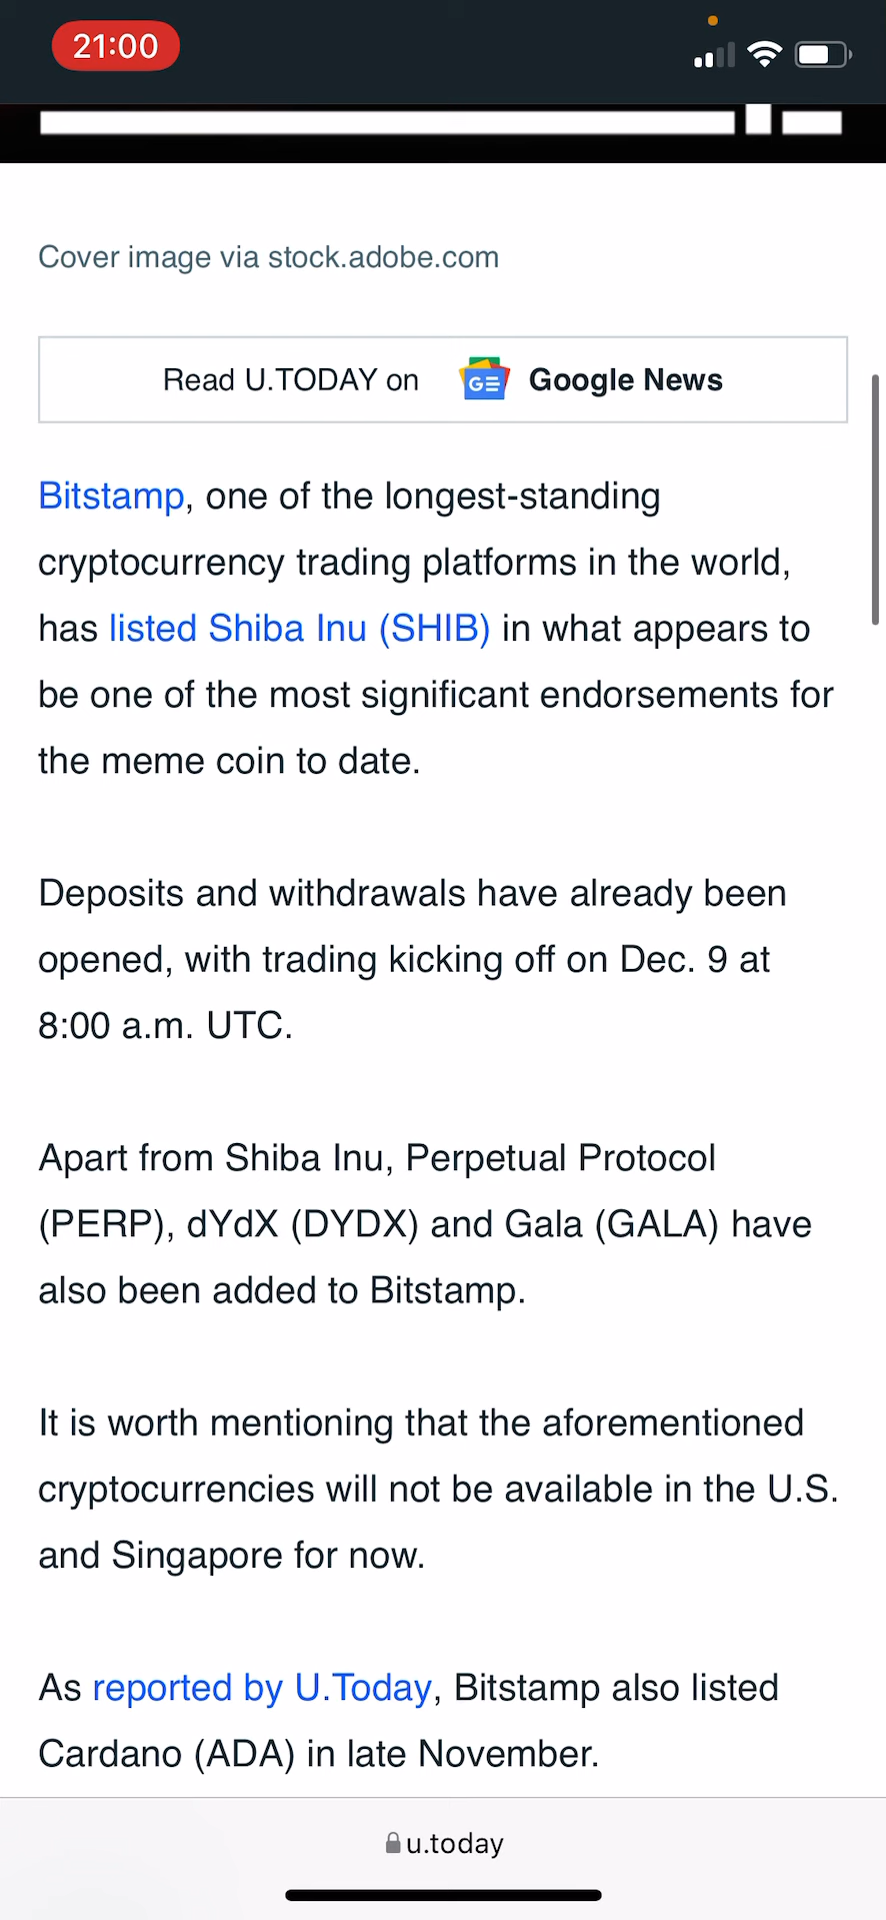 21:00
Cover image via stock.adobe.com
Read U.TODAY on GE Google News
Bitstamp, one of the longest-standing
cryptocurrency trading platforms in the world,
has listed Shiba Inu (SHIB) in what appears to
be one of the most significant endorsements for
the meme coin to date.
Deposits and withdrawals have already been
opened, with trading kicking off on Dec. 9 at
8:00 a.m. UTC.
Apart from Shiba Inu, Perpetual Protocol
(PERP), dYdX (DYDX) and Gala (GALA) have
also been added to Bitstamp.
It is worth mentioning that the aforementioned
cryptocurrencies will not be available in the U.S.
and Singapore for now.
As reported by U.Today, Bitstamp also listed
Cardano (ADA) in late November.
u.today